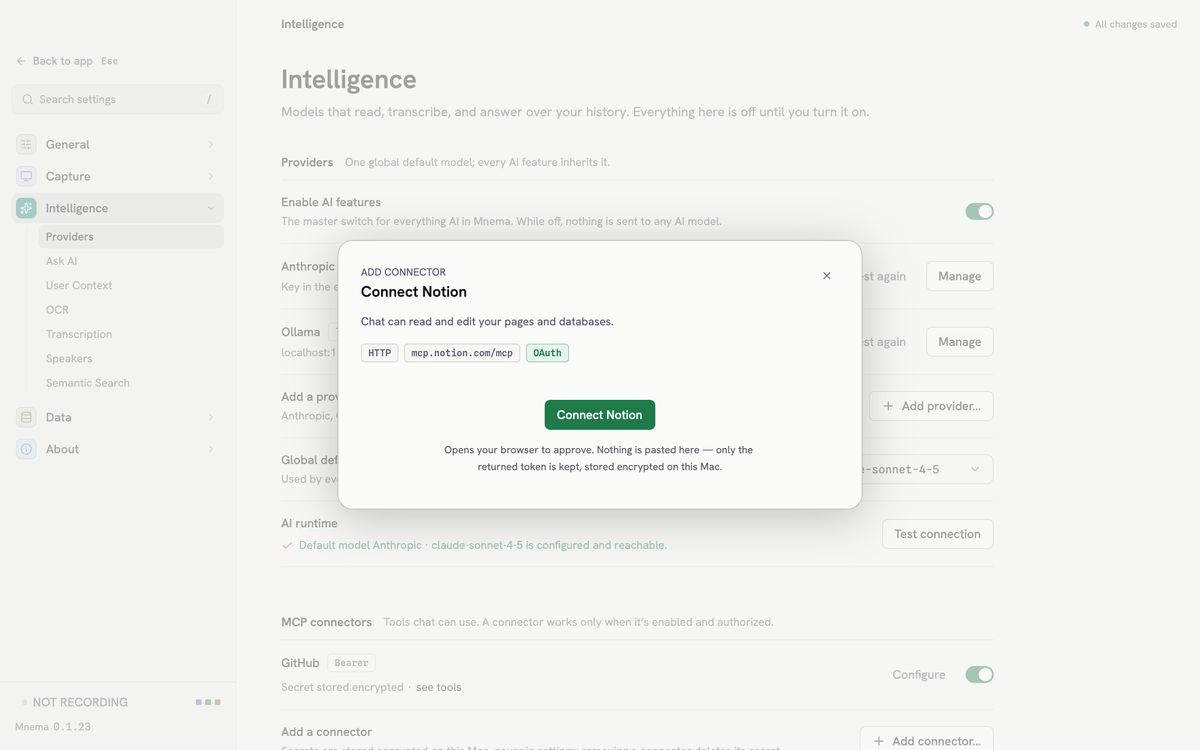 Intelligence
All changes saved
Back to app Esc
Search settings /
General
Capture
Intelligence
Providers
Ask AI
User Context
OCR
Transcription
Speakers
Semantic Search
Data
About
NOT RECORDING
Mnema 0.1.23
Intelligence
Models that read, transcribe, and answer over your history. Everything here is off until you turn it on.
Providers One global default model; every AI feature inherits it.
Enable AI features
The master switch for everything AI in Mnema. While off, nothing is sent to any AI model.
Anthropic
again Manage
Key in the
Ollama
again Manage
localhost:1
Add a
Add provider...
Anthropic,
Global
-sonnet-4-5
Used by
ADD CONNECTOR
Connect Notion
Chat can read and edit your pages and databases.
HTTP mcp.notion.com/mcp OAuth
Connect Notion
Opens your browser to approve. Nothing is pasted here — only the
returned token is kept, stored encrypted on this Mac.
AI runtime
Default model Anthropic · claude-sonnet-4-5 is configured and reachable.
Test connection
MCP connectors Tools chat can use. A connector works only when it's enabled and authorized.
GitHub Bearer
Secret stored encrypted · see tools
Configure
Add a connector
Add connector...